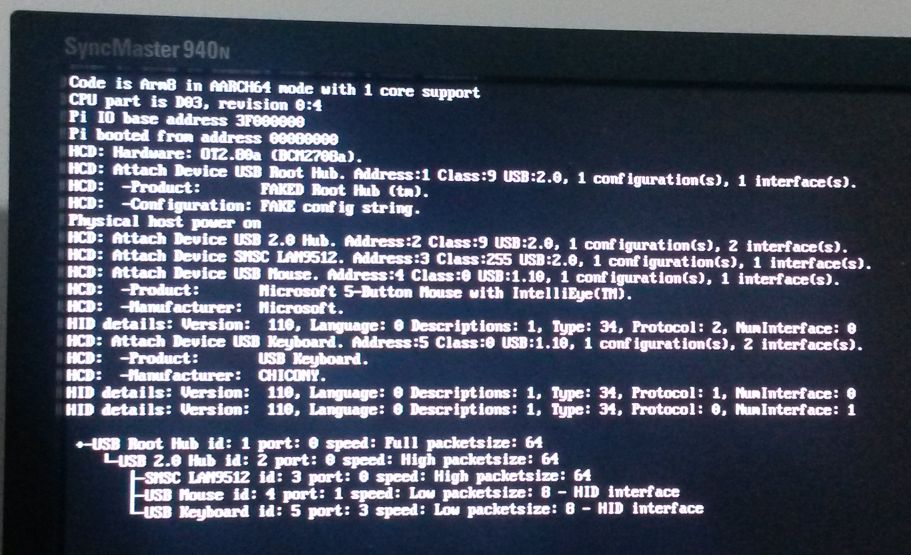 SyncMaster 940N
Code is Arm8 in AARCH64 mode with 1 core support
CPU part is D03, revision 0:4
Pi IO base address 3F000000
Pi booted from address 00080000
HCD: Hardware: OT2.80a (BCM2708a).
HCD: Attach Device USB Root Hub. Address:1 Class:9 USB:2.0, 1 configuration(s), 1 interface(s).
HCD:  -Product:       FAKED Root Hub (tm).
HCD:  -Configuration: FAKE config string.
Physical host power on
HCD: Attach Device USB 2.0 Hub. Address:2 Class:9 USB:2.0, 1 configuration(s), 2 interface(s).
HCD: Attach Device SMSC LAN9512. Address:3 Class:255 USB:2.0, 1 configuration(s), 1 interface(s).
HCD: Attach Device USB Mouse. Address:4 Class:0 USB:1.10, 1 configuration(s), 1 interface(s).
HCD:  -Product:       Microsoft 5-Button Mouse with IntelliEye(TM).
HCD:  -Manufacturer:  Microsoft.
HID details: Version:  110, Language: 0 Descriptions: 1, Type: 34, Protocol: 2, NumInterface: 0
HCD: Attach Device USB Keyboard. Address:5 Class:0 USB:1.10, 1 configuration(s), 2 interface(s).
HCD:  -Product:       USB Keyboard.
HCD:  -Manufacturer:  CHICONY.
HID details: Version:  110, Language: 0 Descriptions: 1, Type: 34, Protocol: 1, NumInterface: 0
HID details: Version:  110, Language: 0 Descriptions: 1, Type: 34, Protocol: 0, NumInterface: 1
USB Root Hub id: 1 port: 0 speed: Full packetsize: 64
USB 2.0 Hub id: 2 port: 0 speed: High packetsize: 64
SMSC LAN9512 id: 3 port: 0 speed: High packetsize: 64
USB Mouse id: 4 port: 1 speed: Low packetsize: 8 - HID interface
USB Keyboard id: 5 port: 3 speed: Low packetsize: 8 - HID interface